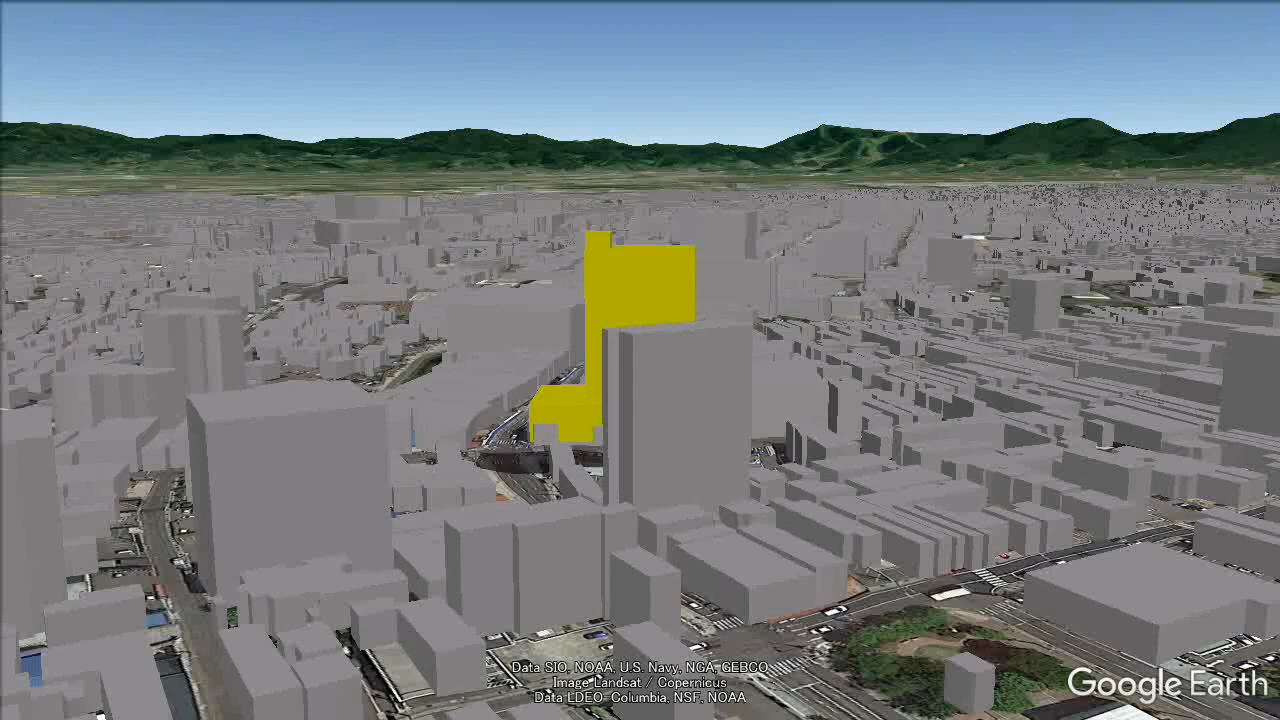 Data SIO, NOAA, U.S. Navy, NGA, GEBCO
Image Landsat / Copernicus
Data LDEO-Columbia, NSF, NOAA
Google Earth